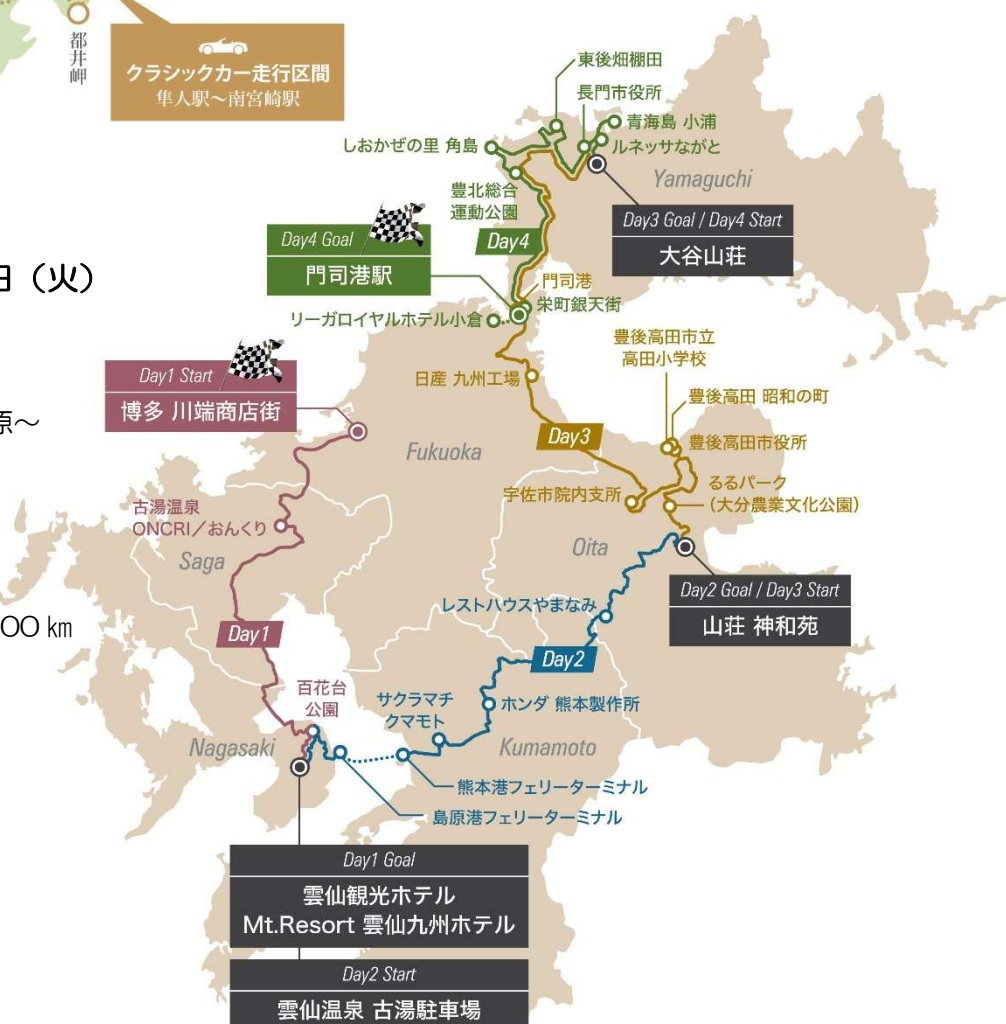 都井岬
クラシックカー走行区間
隼人駅〜南宮崎駅
日（火）
原〜
00 km
東後畑棚田
長門市役所
青海島 小浦
ルネッサながと
しおかぜの里 角島
Yamaguchi
豊北総合
運動公園
Day3 Goal / Day4 Start
大谷山荘
Day4
Day4 Goal
門司港駅
門司港
栄町銀天街
リーガロイヤルホテル小倉
豊後高田市立
高田小学校
Day1 Start
博多 川端商店街
日産 九州工場
豊後高田 昭和の町
Day3
豊後高田市役所
Fukuoka
宇佐市院内支所
るるパーク
（大分農業文化公園）
古湯温泉
ONCRI／おんくり
Saga
Oita
Day2 Goal / Day3 Start
山荘 神和苑
レストハウスやまなみ
Day1
Day2
百花台
公園
サクラマチ
クマモト
ホンダ 熊本製作所
Nagasaki
Kumamoto
熊本港フェリーターミナル
島原港フェリーターミナル
Day1 Goal
雲仙観光ホテル
Mt.Resort 雲仙九州ホテル
Day2 Start
雲仙温泉 古湯駐車場